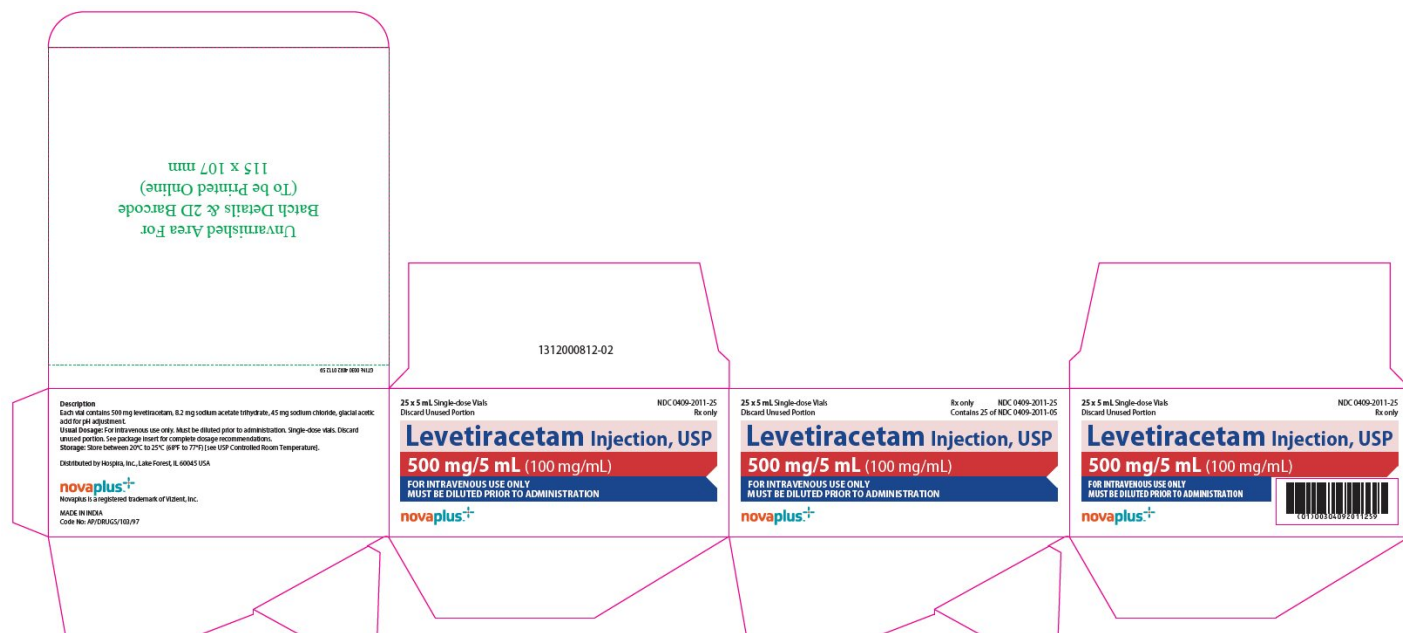 Unvarnished Area For
Batch Details & 2D Barcode
(To be Printed Online)
115 x 107 mm
1312000812-02
Description
Each vial contains 500 mg levetiracetam, 8.2 mg sodium acetate trihydrate, 45 mg sodium chloride, glacial acetic
acid for pH adjustment.
Usual Dosage: For intravenous use only. Must be diluted prior to administration. Single-dose vials. Discard
unused portion. See package insert for complete dosage recommendations.
Storage: Store between 20°C to 25°C (68°F to 77°F) [see USP Controlled Room Temperature].
Distributed by Hospira, Inc., Lake Forest, IL 60045 USA
novaplus
Novaplus is a registered trademark of Vizient, Inc.
MADE IN INDIA
Code No: AP/DRUGS/103/97
25 x 5 mL Single-dose Vials NDC 0409-2011-25
Discard Unused Portion Rx only
Levetiracetam Injection, USP
500 mg/5 mL (100 mg/mL)
FOR INTRAVENOUS USE ONLY
MUST BE DILUTED PRIOR TO ADMINISTRATION
novaplus
25 x 5 mL Single-dose Vials Rx only NDC 0409-2011-25
Discard Unused Portion Contains 25 of NDC 0409-2011-05
Levetiracetam Injection, USP
500 mg/5 mL (100 mg/mL)
FOR INTRAVENOUS USE ONLY
MUST BE DILUTED PRIOR TO ADMINISTRATION
novaplus
25 x 5 mL Single-dose Vials NDC 0409-2011-25
Discard Unused Portion Rx only
Levetiracetam Injection, USP
500 mg/5 mL (100 mg/mL)
FOR INTRAVENOUS USE ONLY
MUST BE DILUTED PRIOR TO ADMINISTRATION
novaplus
(01)00304092011259